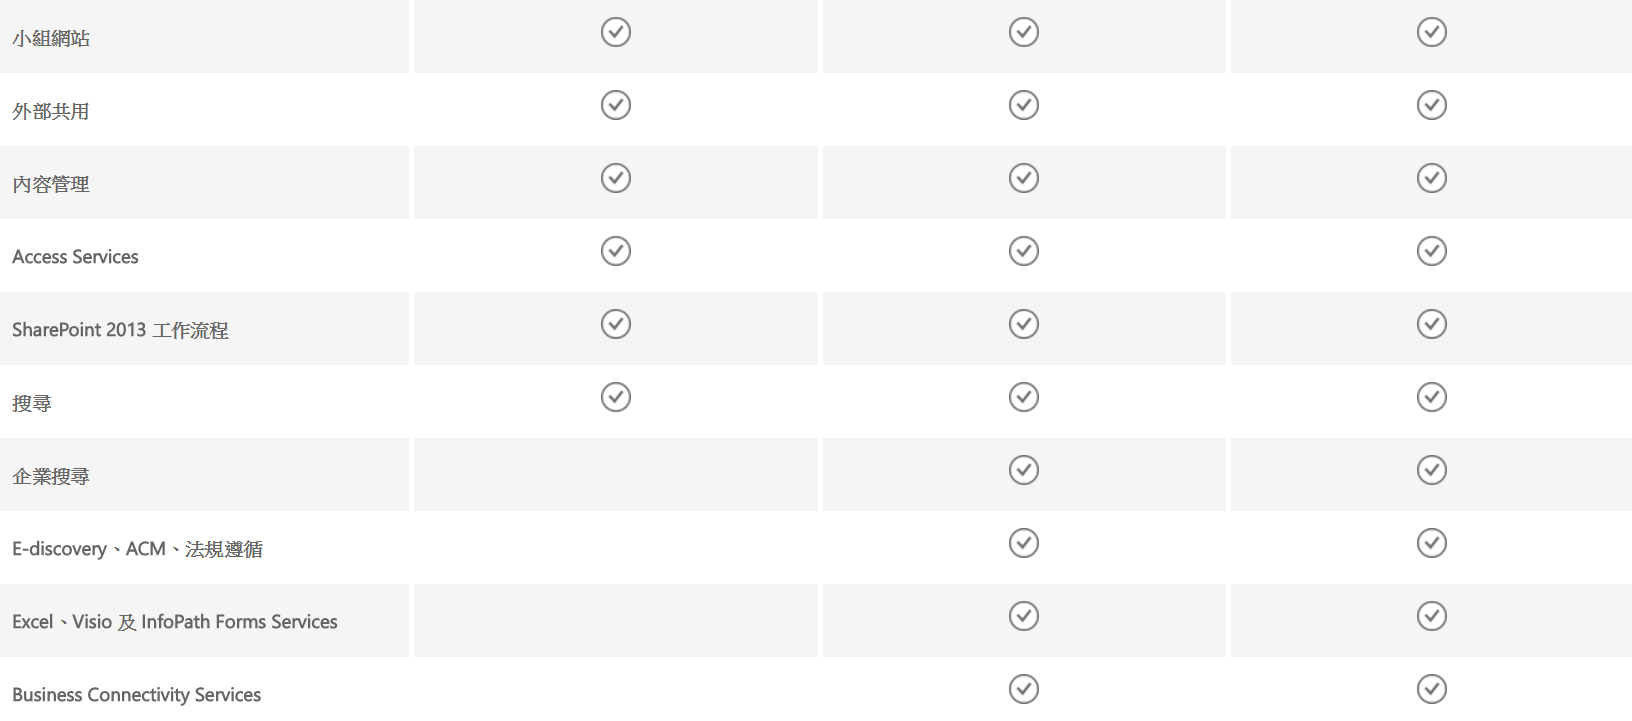 小組網站
外部共用
內容管理
Access Services
SharePoint 2013 工作流程
搜尋
企業搜尋
E-discovery、ACM、法規遵循
Excel、Visio 及 InfoPath Forms Services
Business Connectivity Services